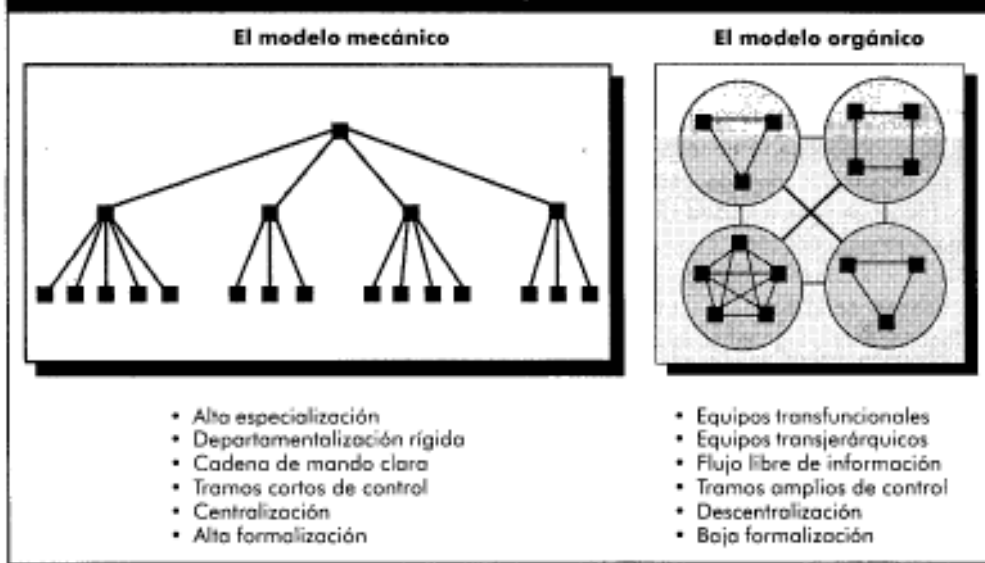 El modelo mecánico
El modelo orgánico
• Alta especialización
• Departamentalización rígida
• Cadena de mando clara
• Tramos cortos de control
• Centralización
• Alta formalización
• Equipos transfuncionales
• Equipos transjerárquicos
• Flujo libre de información
• Tramos amplios de control
• Descentralización
• Baja formalización